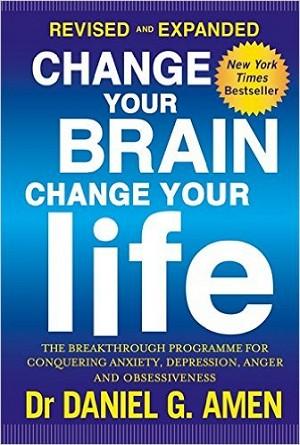 REVISED AND EXPANDED
CHANGE
YOUR
BRAIN
CHANGE YOUR
life
New York
Times
Bestseller
THE BREAKTHROUGH PROGRAMME FOR
CONQUERING ANXIETY, DEPRESSION, ANGER
AND OBSESSIVENESS
Dr DANIEL G. AMEN